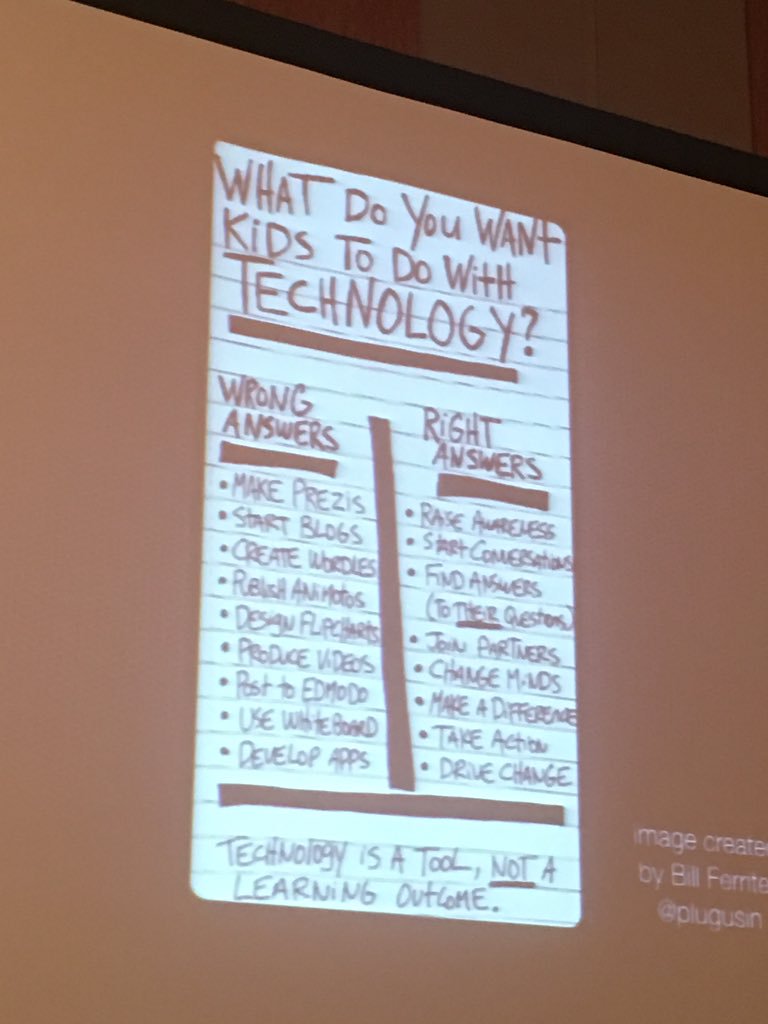 WHAT DO YOU WANT
KiDS TO DO WITH
TECHNOLOGY?
WRONG
ANSWERS
• MAKE PREZIS
• START BLOGS
• CREATE WORDLES
• PUBLISH ANIMOTOS
• DESIGN FLIPCHARTS
• PRODUCE VIDEOS
• POST TO EDMODO
• USE WHITEBOARD
• DEVELOP APPS
RiGHT
ANSWERS
• RAISE AWARENESS
• START CONVERSATIONS
• FIND ANSWERS
(TO THEIR QUESTIONS)
• JOIN PARTNERS
• CHANGE MINDS
• MAKE A DIFFERENCE
• TAKE ACTION
• DRIVE CHANGE
TECHNOLOGY IS A TOOL, NOT A
LEARNING OUTCOME.
image create
by Bill Ferrite
@plugusin